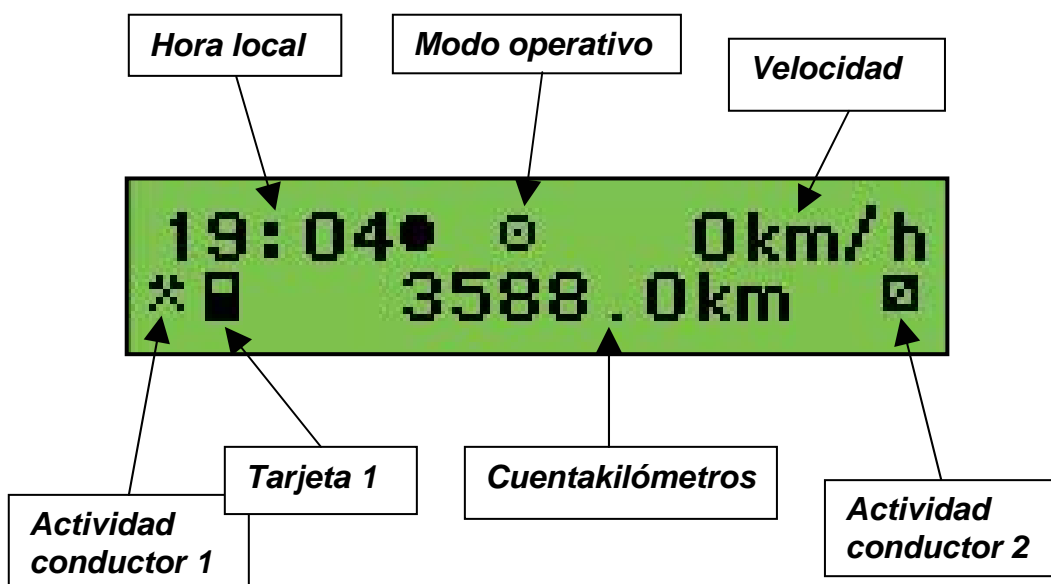 Hora local
Modo operativo
Velocidad
19:04● ⊙ 0km/h
3588.0km
Tarjeta 1
Cuentakilómetros
Actividad
conductor 1
Actividad
conductor 2